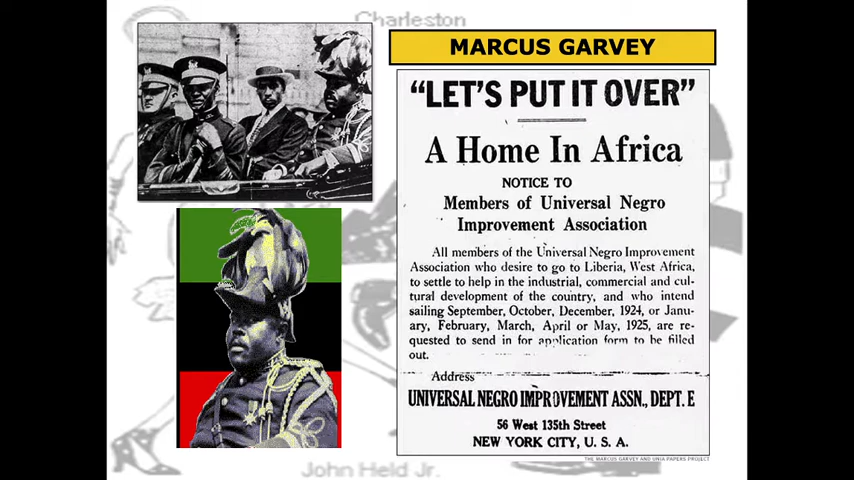 Charleston
MARCUS GARVEY
“LET'S PUT IT OVER”
A Home In Africa
NOTICE TO
Members of Universal Negro
Improvement Association
All members of the Universal Negro Improvement
Association who desire to go to Liberia, West Africa,
to settle to help in the industrial, commercial and cul-
tural development of the country, and who intend
sailing September, October, December, 1924, or Janu-
ary, February, March, April or May, 1925, are re-
quested to send in for application form to be filled
out.
Address
UNIVERSAL NEGRO IMPROVEMENT ASSN., DEPT. E
56 West 135th Street
NEW YORK CITY, U. S. A.
THE MARCUS GARVEY AND UNIA PAPERS PROJECT
John Held Jr.